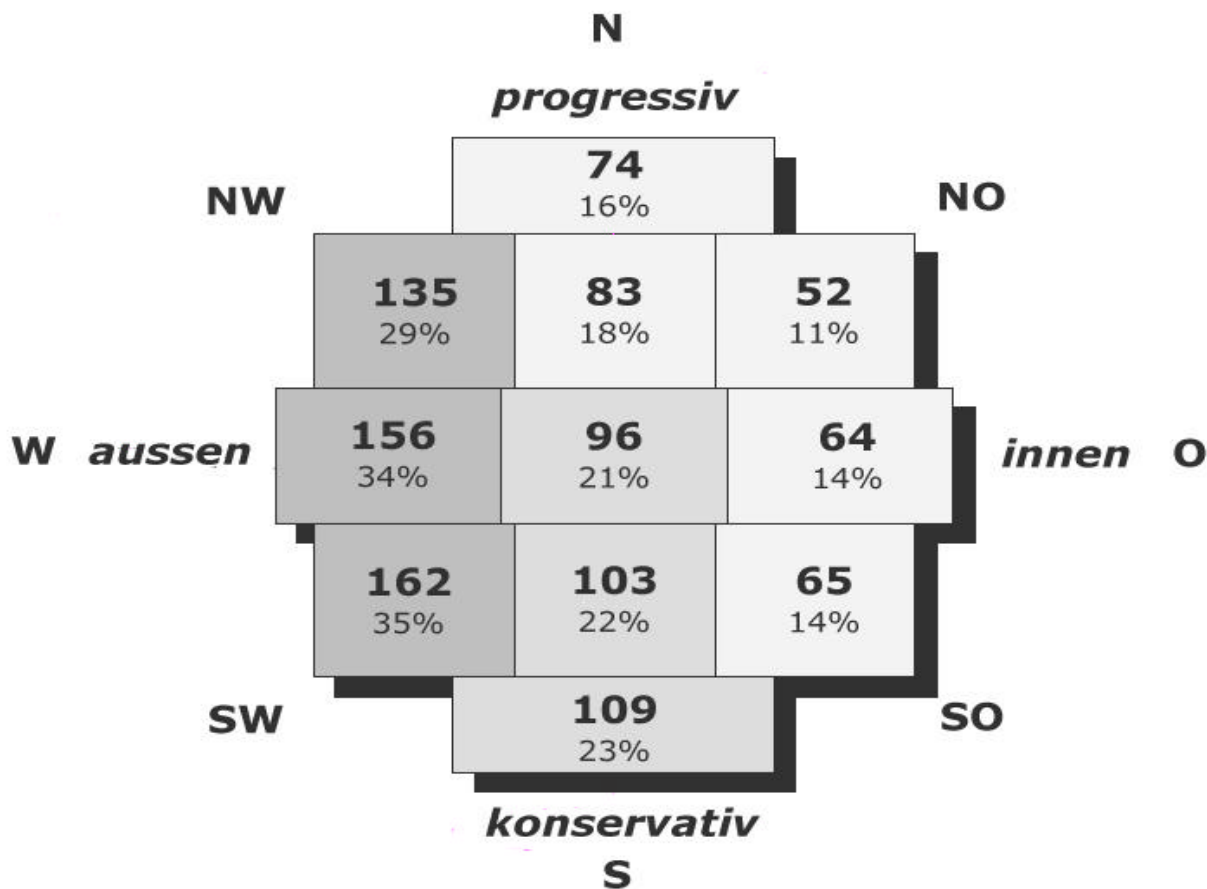 N
progressiv
74
16%
NW
NO
135
29%
83
18%
52
11%
W aussen
156
34%
96
21%
64
14%
innen O
162
35%
103
22%
65
14%
SW
SO
109
23%
konservativ
S